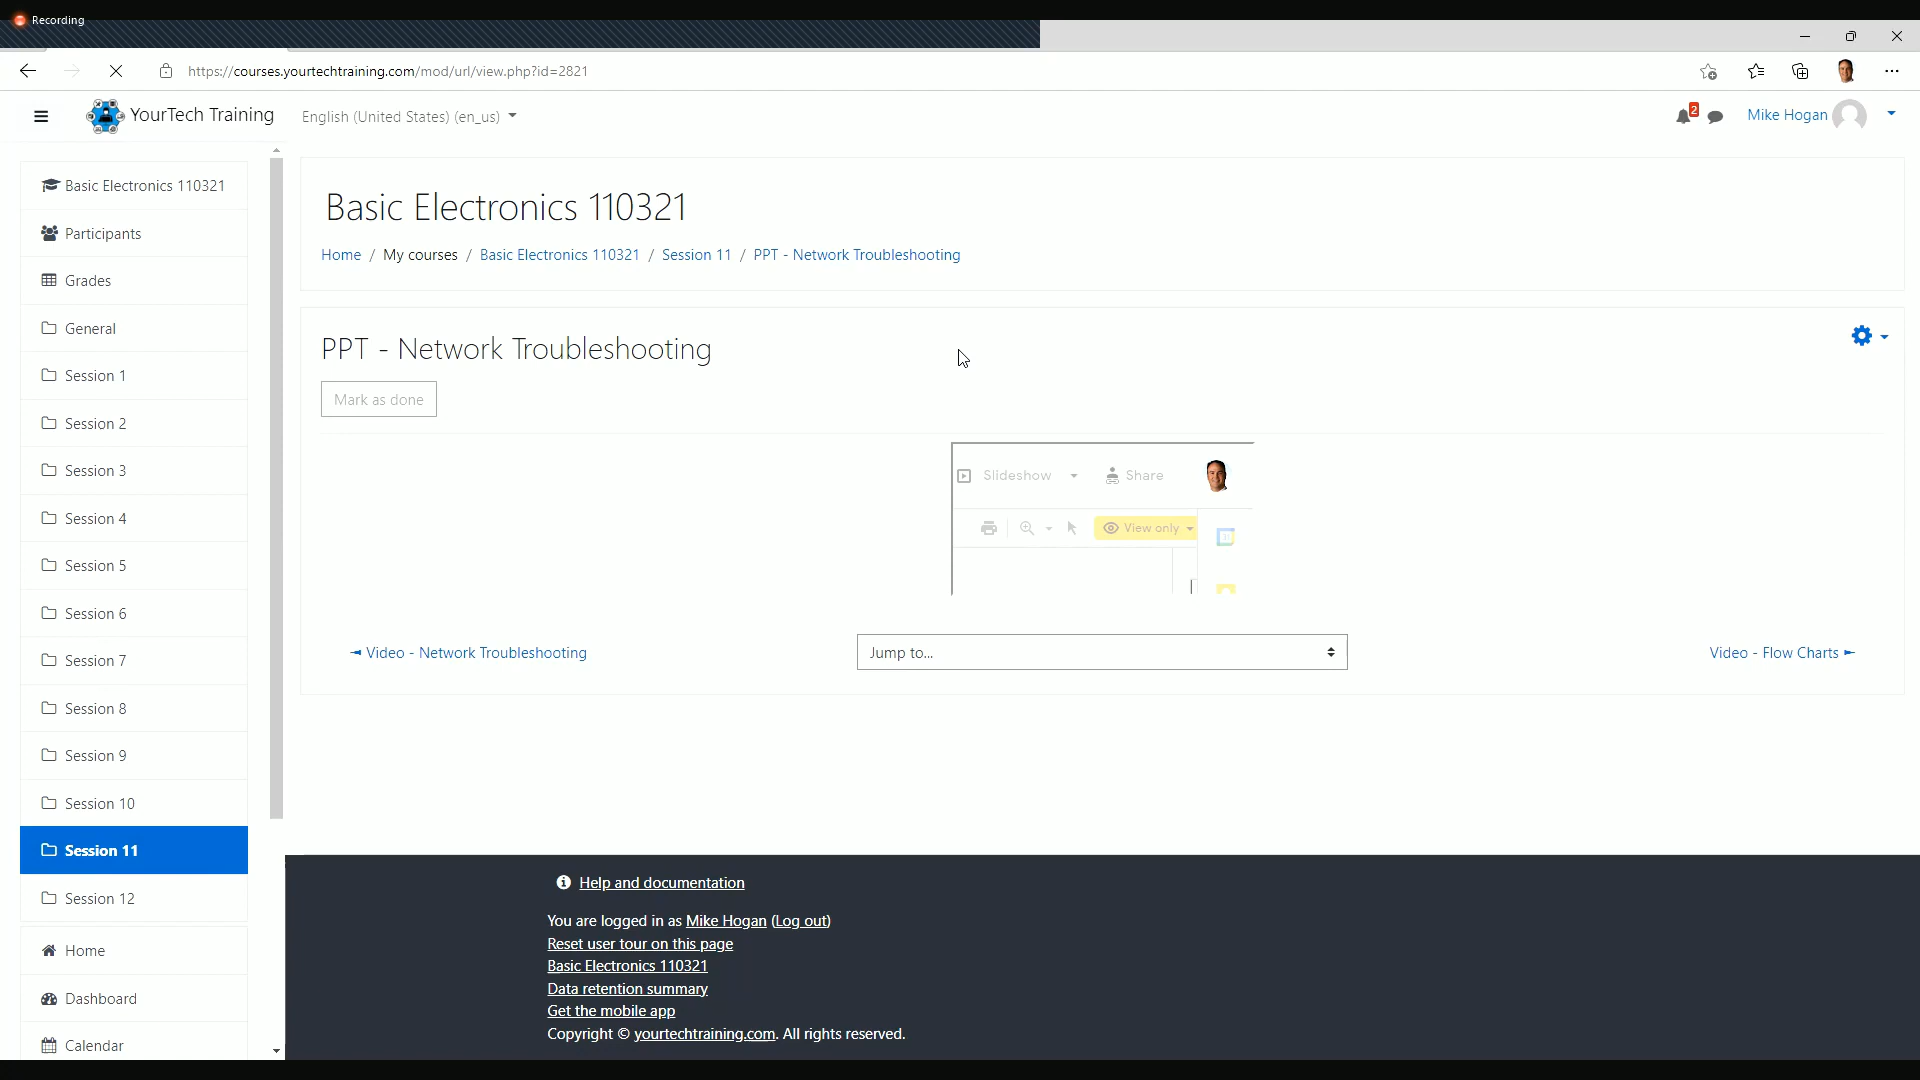 Recording
https://courses.yourtechtraining.com/mod/url/view.php?id=2821
YourTech Training English (United States) (en_us) 2 Mike Hogan
Basic Electronics 110321
Participants
Grades
General
Session 1
Session 2
Session 3
Session 4
Session 5
Session 6
Session 7
Session 8
Session 9
Session 10
Session 11
Session 12
Home
Dashboard
Calendar
Basic Electronics 110321
Home / My courses / Basic Electronics 110321 / Session 11 / PPT - Network Troubleshooting
PPT - Network Troubleshooting
Mark as done
Slideshow Share
View only
◄ Video - Network Troubleshooting
Jump to...
Video - Flow Charts ►
Help and documentation
You are logged in as Mike Hogan (Log out)
Reset user tour on this page
Basic Electronics 110321
Data retention summary
Get the mobile app
Copyright © yourtechtraining.com. All rights reserved.